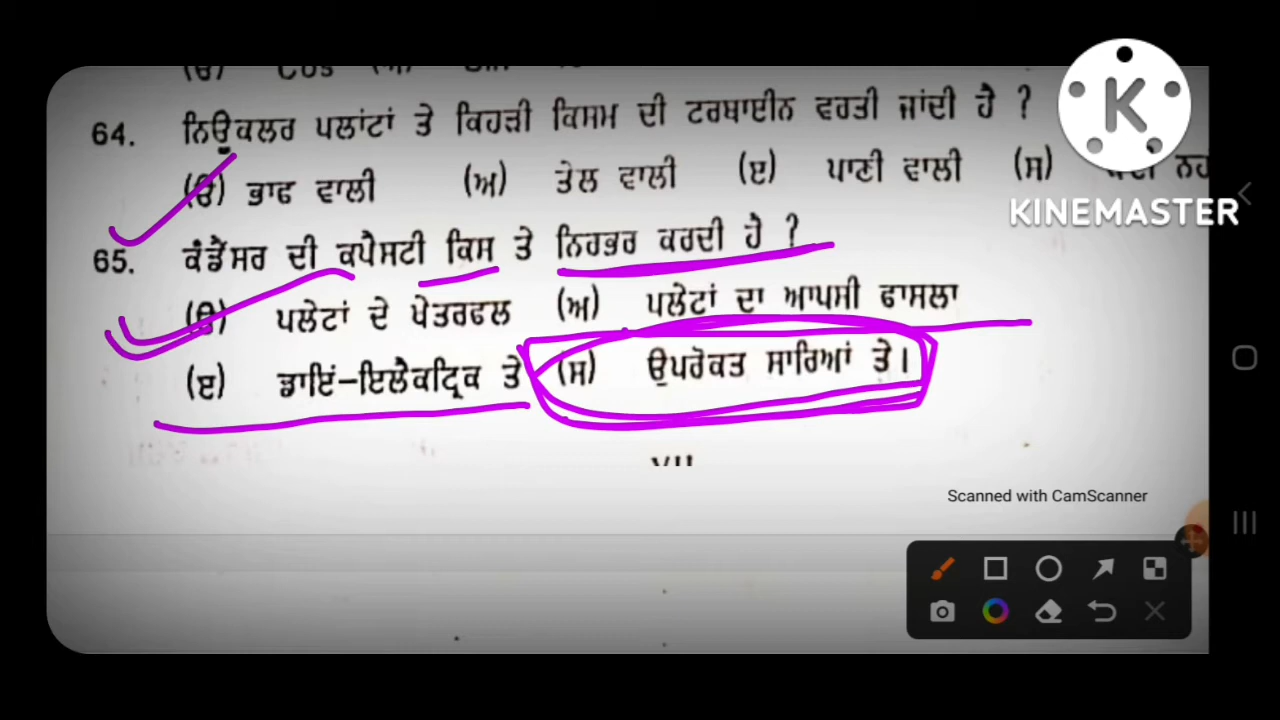 64. ਨਿਊਕਲਰ ਪਲਾਂਟਾਂ ਤੇ ਕਿਹੜੀ ਕਿਸਮ ਦੀ ਟਰਬਾਈਨ ਵਰਤੀ ਜਾਂਦੀ ਹੈ ?
(ੳ) ਭਾਫ ਵਾਲੀ (ਅ) ਤੇਲ ਵਾਲੀ (ੲ) ਪਾਣੀ ਵਾਲੀ (ਸ)
KINEMASTER
65. ਕੰਡੈਂਸਰ ਦੀ ਕਪੈਸਟੀ ਕਿਸ ਤੇ ਨਿਰਭਰ ਕਰਦੀ ਹੈ ?
(ੳ) ਪਲੇਟਾਂ ਦੇ ਖੇਤਰਫਲ (ਅ) ਪਲੇਟਾਂ ਦਾ ਆਪਸੀ ਫਾਸਲਾ
(ੲ) ਡਾਇੰ-ਇਲੈਕਟ੍ਰਿਕ ਤੇ (ਸ) ਉਪਰੋਕਤ ਸਾਰਿਆਂ ਤੇ।
Scanned with CamScanner